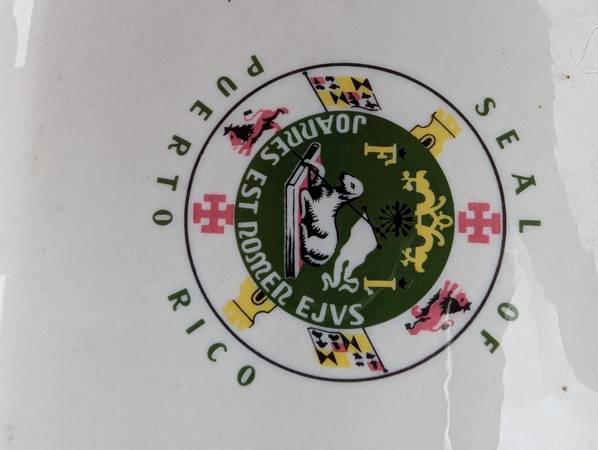 SEAL OF
F I
JOANNES EST NOMEN EJVS
PUERTO RICO